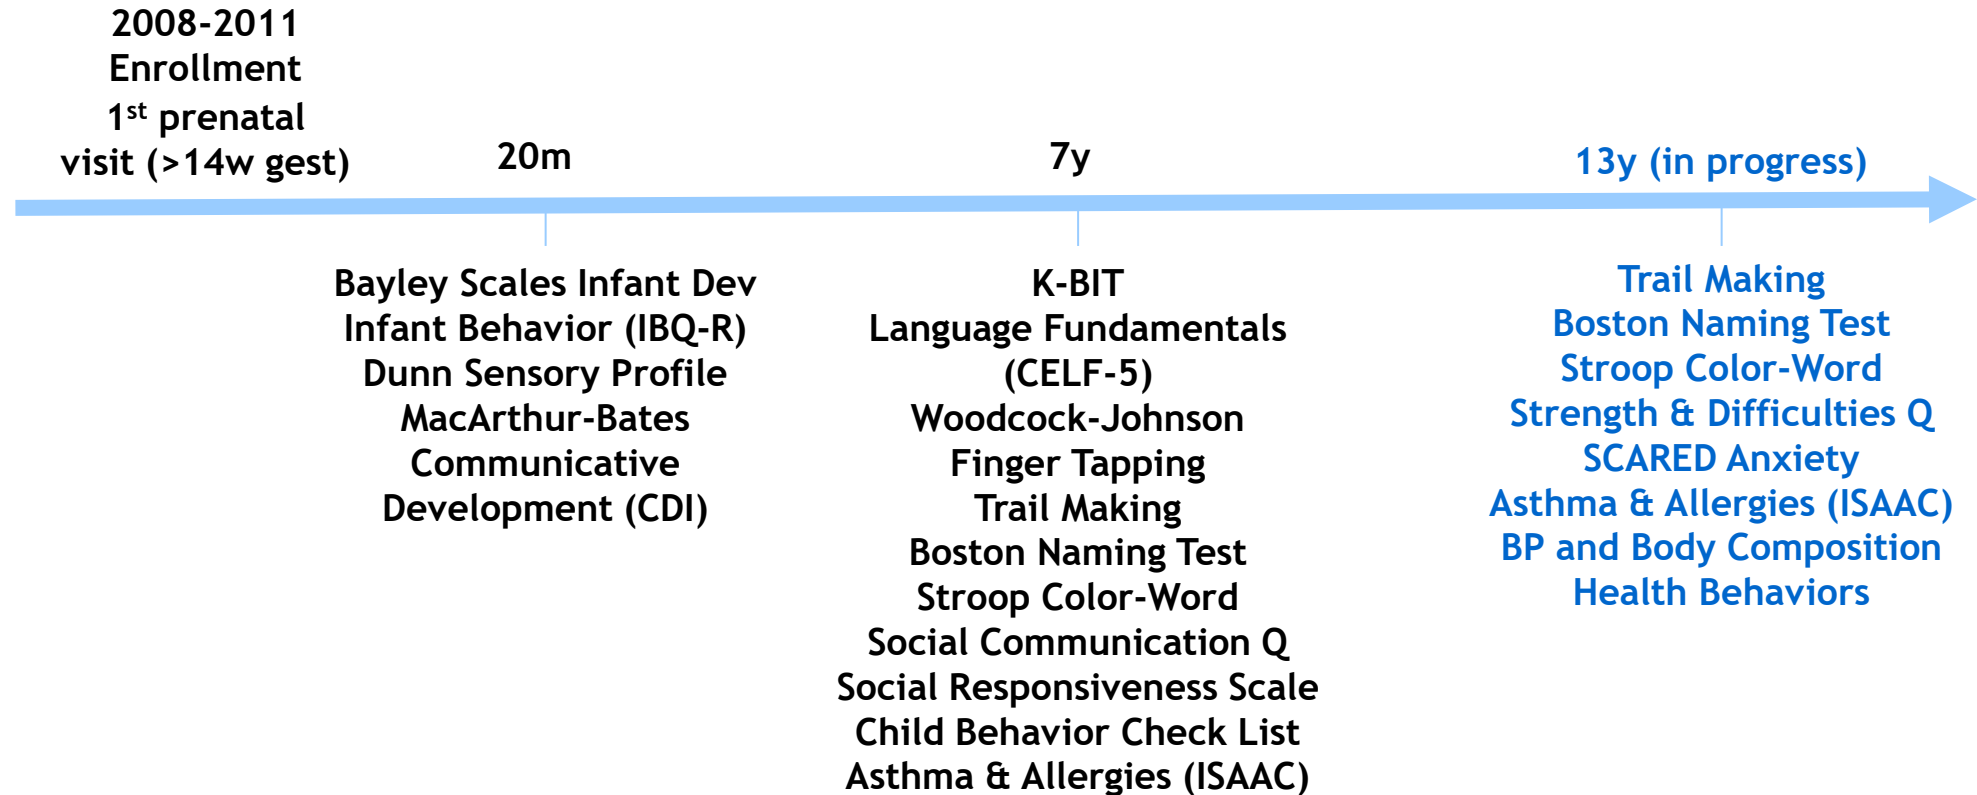 2008-2011
Enrollment
1st prenatal
visit (>14w gest)
20m
7y
13y (in progress)
Bayley Scales Infant Dev
Infant Behavior (IBQ-R)
Dunn Sensory Profile
MacArthur-Bates
Communicative
Development (CDI)
K-BIT
Language Fundamentals
(CELF-5)
Woodcock-Johnson
Finger Tapping
Trail Making
Boston Naming Test
Stroop Color-Word
Social Communication Q
Social Responsiveness Scale
Child Behavior Check List
Asthma & Allergies (ISAAC)
Trail Making
Boston Naming Test
Stroop Color-Word
Strength & Difficulties Q
SCARED Anxiety
Asthma & Allergies (ISAAC)
BP and Body Composition
Health Behaviors